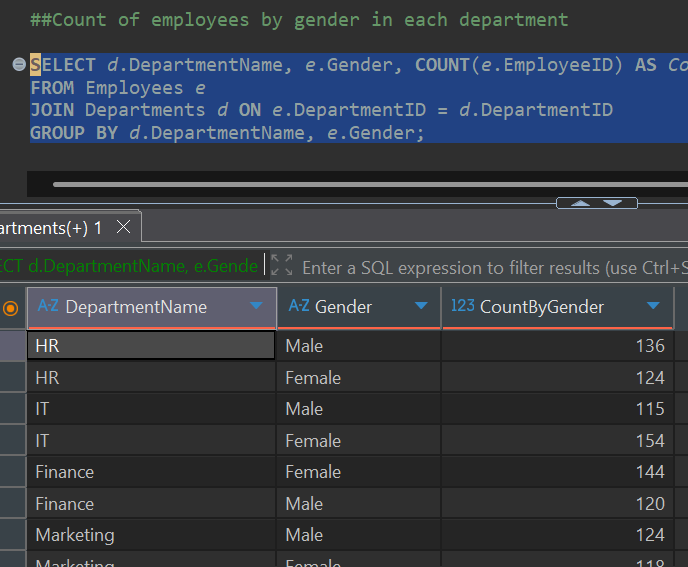 ##Count of employees by gender in each department
SELECT d.DepartmentName, e.Gender, COUNT(e.EmployeeID) AS Co
FROM Employees e
JOIN Departments d ON e.DepartmentID = d.DepartmentID
GROUP BY d.DepartmentName, e.Gender;
artments(+) 1
ECT d.DepartmentName, e.Gende Enter a SQL expression to filter results (use Ctrl+S
A-Z DepartmentName A-Z Gender 123 CountByGender
HR Male 136
HR Female 124
IT Male 115
IT Female 154
Finance Female 144
Finance Male 120
Marketing Male 124
Marketing Female 118